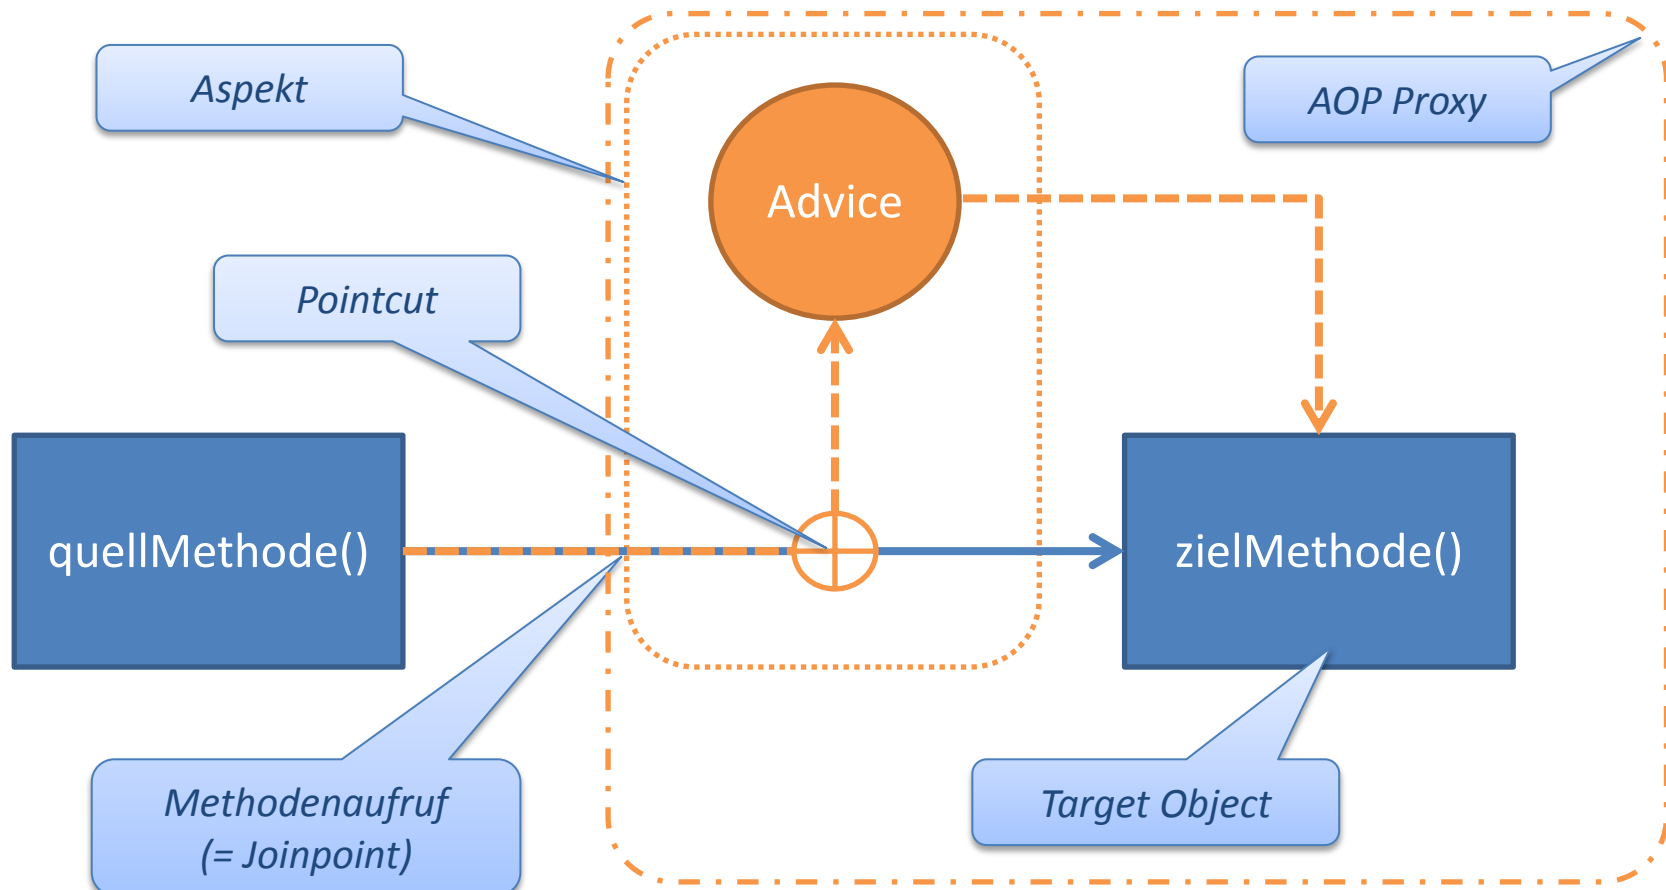 Aspekt
AOP Proxy
Advice
Pointcut
quellMethode()
zielMethode()
Methodenaufruf
(= Joinpoint)
Target Object